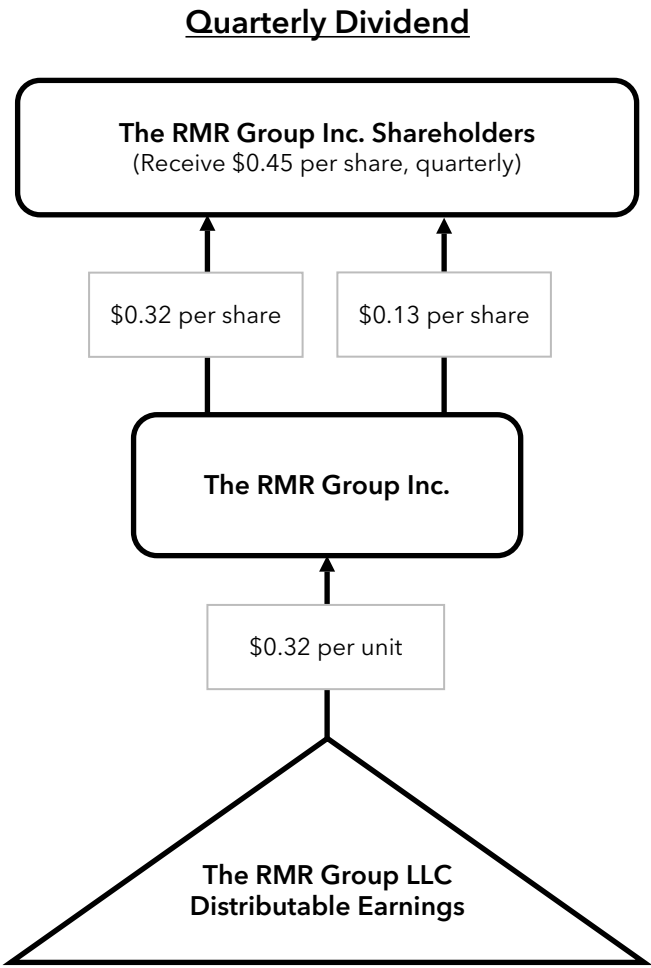 Quarterly Dividend
The RMR Group Inc. Shareholders
(Receive $0.45 per share, quarterly)
$0.32 per share
$0.13 per share
The RMR Group Inc.
$0.32 per unit
The RMR Group LLC
Distributable Earnings